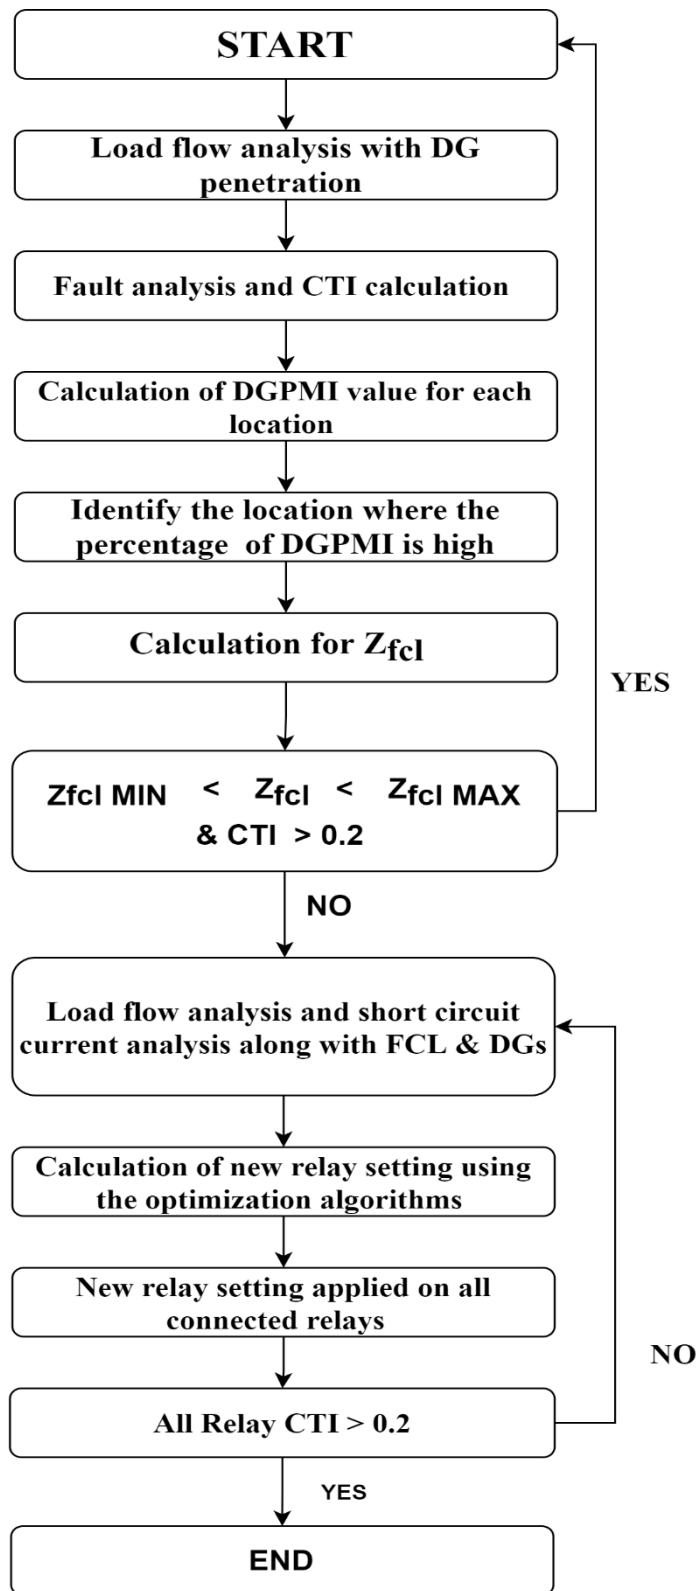 START
Load flow analysis with DG
penetration
Fault analysis and CTI calculation
Calculation of DGPMI value for each
location
Identify the location where the
percentage of DGPMI is high
Calculation for Zfcl
YES
Zfcl MIN < Zfcl < Zfcl MAX
& CTI > 0.2
NO
Load flow analysis and short circuit
current analysis along with FCL & DGs
Calculation of new relay setting using
the optimization algorithms
New relay setting applied on all
connected relays
NO
All Relay CTI > 0.2
YES
END